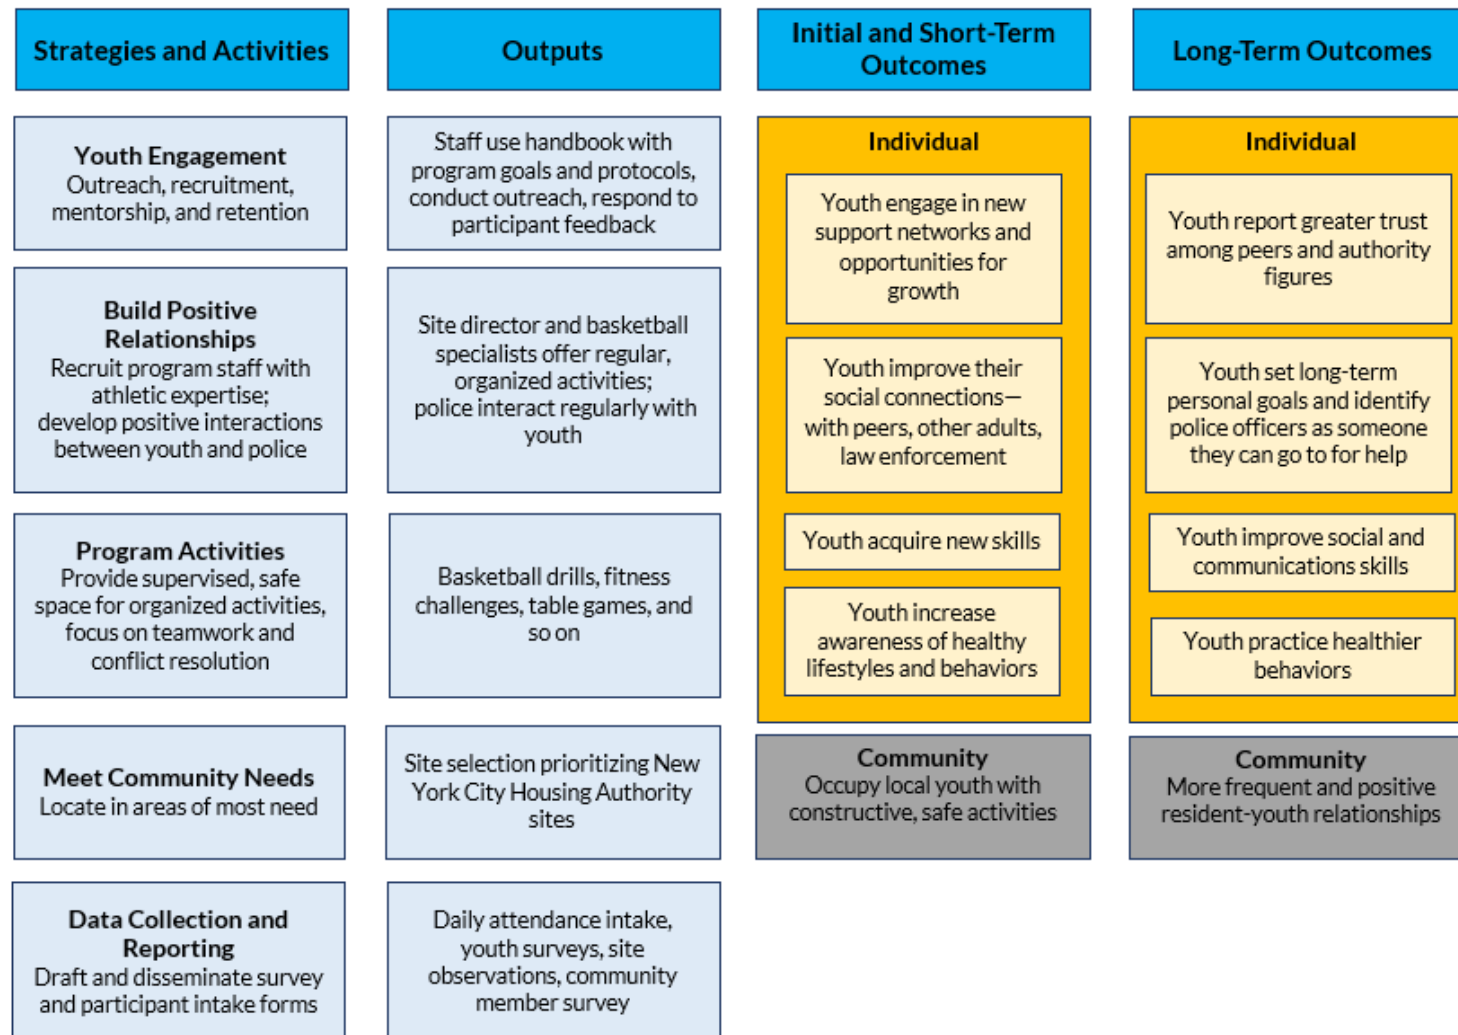 Strategies and Activities
Outputs
Initial and Short-Term
Outcomes
Long-Term Outcomes
Youth Engagement
Outreach, recruitment,
mentorship, and retention
Staff use handbook with
program goals and protocols,
conduct outreach, respond to
participant feedback
Individual
Youth engage in new
support networks and
opportunities for
growth
Individual
Youth report greater trust
among peers and authority
figures
Build Positive
Relationships
Recruit program staff with
athletic expertise;
develop positive interactions
between youth and police
Site director and basketball
specialists offer regular,
organized activities;
police interact regularly with
youth
Youth improve their
social connections—
with peers, other adults,
law enforcement
Youth set long-term
personal goals and identify
police officers as someone
they can go to for help
Program Activities
Provide supervised, safe
space for organized activities,
focus on teamwork and
conflict resolution
Basketball drills, fitness
challenges, table games, and
so on
Youth acquire new skills
Youth increase
awareness of healthy
lifestyles and behaviors
Youth improve social and
communications skills
Youth practice healthier
behaviors
Meet Community Needs
Locate in areas of most need
Site selection prioritizing New
York City Housing Authority
sites
Community
Occupy local youth with
constructive, safe activities
Community
More frequent and positive
resident-youth relationships
Data Collection and
Reporting
Draft and disseminate survey
and participant intake forms
Daily attendance intake,
youth surveys, site
observations, community
member survey